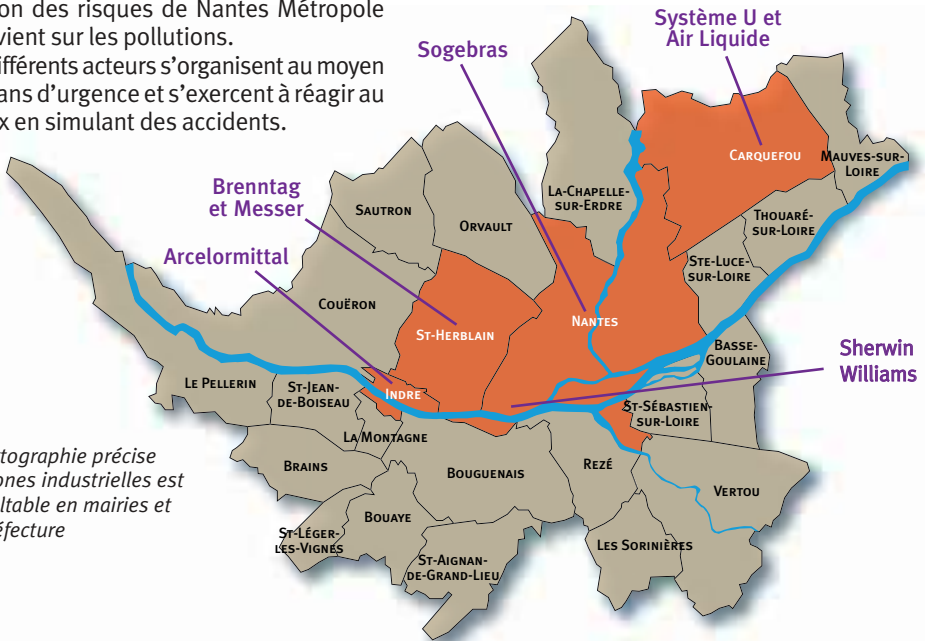 on des risques de Nantes Métropole
vient sur les pollutions.
ifférents acteurs s'organisent au moyen
ans d'urgence et s'exercent à réagir au
x en simulant des accidents.
Système U et
Air Liquide
Sogebras
Brenntag
et Messer
Arcelormittal
Sherwin
Williams
CARQUEFOU
MAUVES-SUR-
LOIRE
LA-CHAPELLE-
SUR-ERDRE
THOUARÉ-
SUR-LOIRE
SAUTRON
ORVAULT
STE-LUCE-
SUR-LOIRE
COUËRON
ST-HERBLAIN
NANTES
BASSE-
GOULAINE
LE PELLERIN
ST-JEAN-
DE-BOISEAU
INDRE
ST-SÉBASTIEN-
SUR-LOIRE
LA MONTAGNE
BRAINS
BOUGUENAIS
REZÉ
VERTOU
BOUAYE
ST-LÉGER-
LES-VIGNES
ST-AIGNAN-
DE-GRAND-LIEU
LES SORINIÈRES
tographie précise
ones industrielles est
ltable en mairies et
éfecture